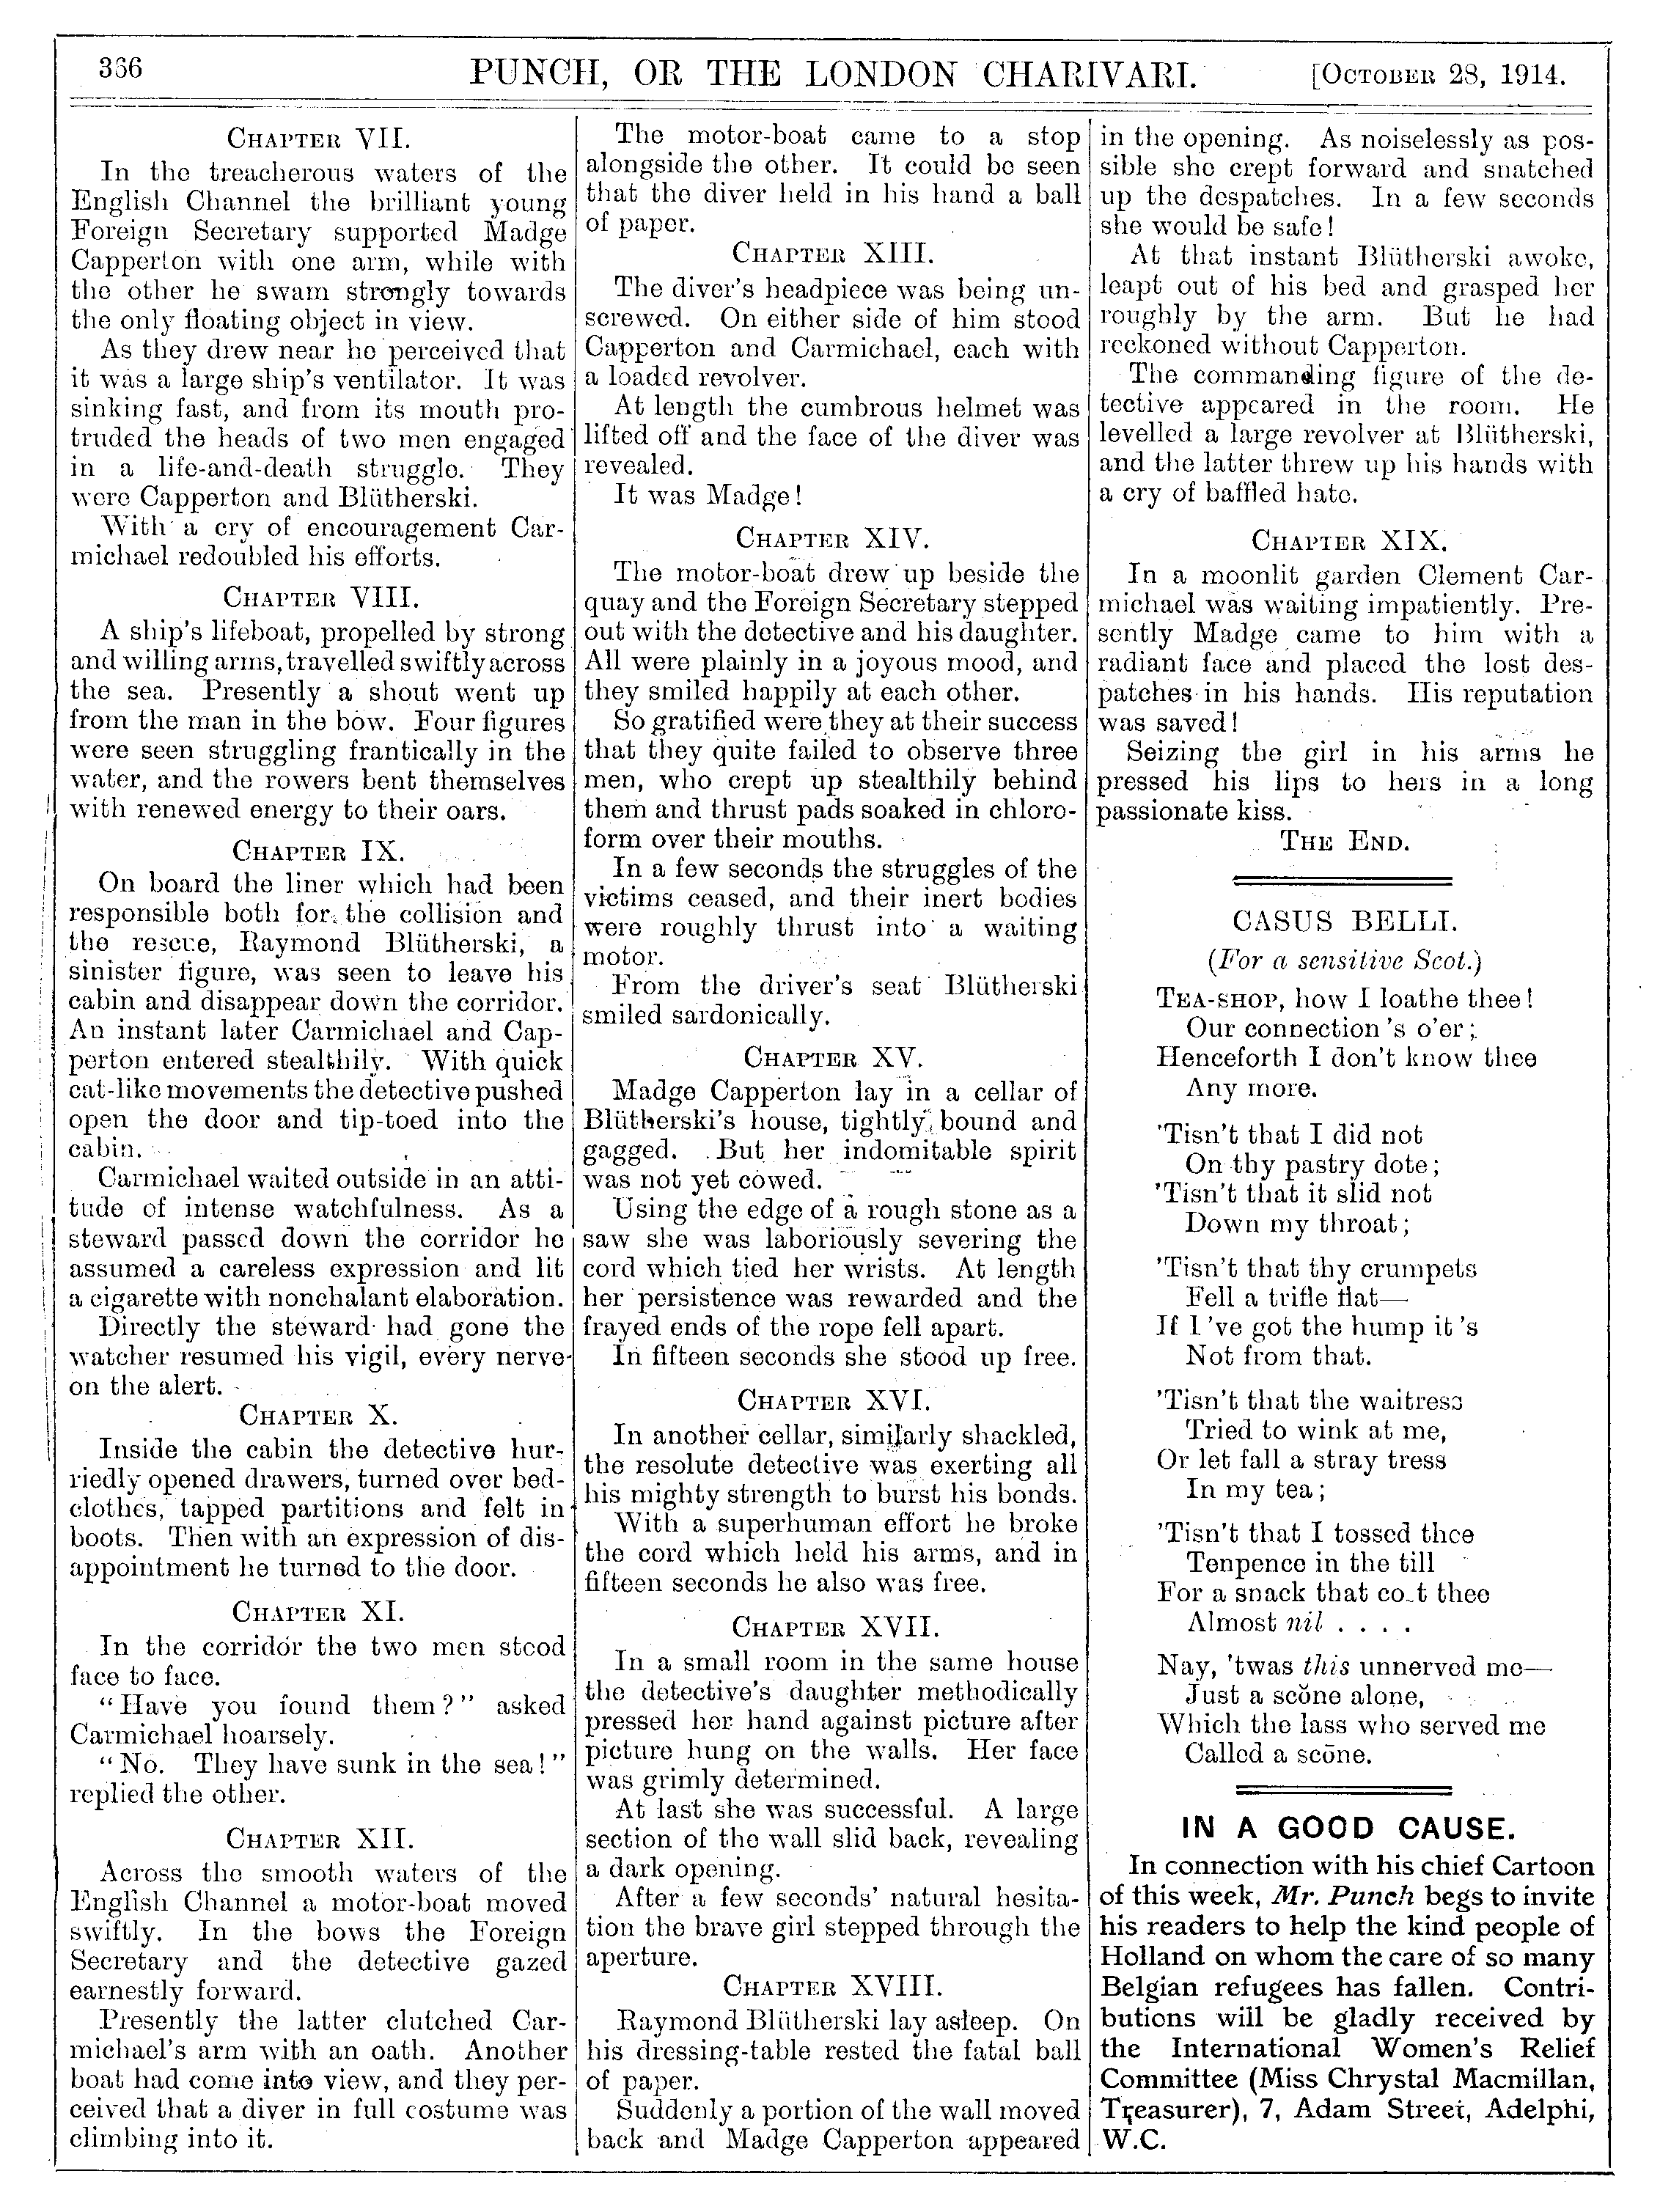 366
PUNCH, OR THE LONDON CHARIVARI.
[OCTOBER 28, 1914.
CHAPTER VII.
In the treacherous waters of the
English Channel the brilliant young
Foreign Secretary supported Madge
Capperton with one arm, while with
the other he swam strongly towards
the only floating object in view.
As they drew near he perceived that
it was a large ship's ventilator. It was
sinking fast, and from its mouth pro-
truded the heads of two men engaged
in a life-and-death struggle. They
were Capperton and Blütherski.
With a cry of encouragement Car-
michael redoubled his efforts.
CHAPTER VIII.
A ship's lifeboat, propelled by strong
and willing arms, travelled swiftly across
the sea. Presently a shout went up
from the man in the bow. Four figures
were seen struggling frantically in the
water, and the rowers bent themselves
with renewed energy to their oars.
CHAPTER IX.
On board the liner which had been
responsible both for the collision and
the rescue, Raymond Blütherski, a
sinister figure, was seen to leave his
cabin and disappear down the corridor.
An instant later Carmichael and Cap-
perton entered stealthily. With quick
cat-like movements the detective pushed
open the door and tip-toed into the
cabin.
Carmichael waited outside in an atti-
tude of intense watchfulness. As a
steward passed down the corridor he
assumed a careless expression and lit
a cigarette with nonchalant elaboration.
Directly the steward had gone the
watcher resumed his vigil, every nerve
on the alert.
CHAPTER X.
Inside the cabin the detective hur-
riedly opened drawers, turned over bed-
clothes, tapped partitions and felt in
boots. Then with an expression of dis-
appointment he turned to the door.
CHAPTER XI.
In the corridor the two men stood
face to face.
"Have you found them?" asked
Carmichael hoarsely.
"No. They have sunk in the sea!"
replied the other.
CHAPTER XII.
Across the smooth waters of the
English Channel a motor-boat moved
swiftly. In the bows the Foreign
Secretary and the detective gazed
earnestly forward.
Presently the latter clutched Car-
michael's arm with an oath. Another
boat had come into view, and they per-
ceived that a diver in full costume was
climbing into it.
The motor-boat came to a stop
alongside the other. It could be seen
that the diver held in his hand a ball
of paper.
CHAPTER XIII.
The diver's headpiece was being un-
screwed. On either side of him stood
Capperton and Carmichael, each with
a loaded revolver.
At length the cumbrous helmet was
lifted off and the face of the diver was
revealed.
It was Madge!
CHAPTER XIV.
The motor-boat drew up beside the
quay and the Foreign Secretary stepped
out with the detective and his daughter.
All were plainly in a joyous mood, and
they smiled happily at each other.
So gratified were they at their success
that they quite failed to observe three
men, who crept up stealthily behind
them and thrust pads soaked in chloro-
form over their mouths.
In a few seconds the struggles of the
victims ceased, and their inert bodies
were roughly thrust into a waiting
motor.
From the driver's seat Blütherski
smiled sardonically.
CHAPTER XV.
Madge Capperton lay in a cellar of
Blütherski's house, tightly bound and
gagged. But her indomitable spirit
was not yet cowed.
Using the edge of a rough stone as a
saw she was laboriously severing the
cord which tied her wrists. At length
her persistence was rewarded and the
frayed ends of the rope fell apart.
In fifteen seconds she stood up free.
CHAPTER XVI.
In another cellar, similarly shackled,
the resolute detective was exerting all
his mighty strength to burst his bonds.
With a superhuman effort he broke
the cord which held his arms, and in
fifteen seconds he also was free.
CHAPTER XVII.
In a small room in the same house
the detective's daughter methodically
pressed her hand against picture after
picture hung on the walls. Her face
was grimly determined.
At last she was successful. A large
section of the wall slid back, revealing
a dark opening.
After a few seconds' natural hesita-
tion the brave girl stepped through the
aperture.
CHAPTER XVIII.
Raymond Blütherski lay asleep. On
his dressing-table rested the fatal ball
of paper.
Suddenly a portion of the wall moved
back and Madge Capperton appeared
in the opening. As noiselessly as pos-
sible she crept forward and snatched
up the despatches. In a few seconds
she would be safe!
At that instant Blütherski awoke,
leapt out of his bed and grasped her
roughly by the arm. But he had
reckoned without Capperton.
The commanding figure of the de-
tective appeared in the room. He
levelled a large revolver at Blütherski,
and the latter threw up his hands with
a cry of baffled hate.
CHAPTER XIX.
In a moonlit garden Clement Car-
michael was waiting impatiently. Pre-
sently Madge came to him with a
radiant face and placed the lost des-
patches in his hands. His reputation
was saved!
Seizing the girl in his arms he
pressed his lips to hers in a long
passionate kiss.
THE END.
CASUS BELLI.
(For a sensitive Scot.)
TEA-SHOP, how I loathe thee!
Our connection's o'er;
Henceforth I don't know thee
Any more.
'Tisn't that I did not
On thy pastry dote;
'Tisn't that it slid not
Down my throat;
'Tisn't that thy crumpets
Fell a trifle flat—
If I've got the hump it's
Not from that.
'Tisn't that the waitress
Tried to wink at me,
Or let fall a stray tress
In my tea;
'Tisn't that I tossed thee
Tenpence in the till
For a snack that cost thee
Almost nil . . . .
Nay, 'twas this unnerved me—
Just a scŏne alone,
Which the lass who served me
Called a scōne.
IN A GOOD CAUSE.
In connection with his chief Cartoon
of this week, Mr. Punch begs to invite
his readers to help the kind people of
Holland on whom the care of so many
Belgian refugees has fallen. Contri-
butions will be gladly received by
the International Women's Relief
Committee (Miss Chrystal Macmillan,
Treasurer), 7, Adam Street, Adelphi,
W.C.